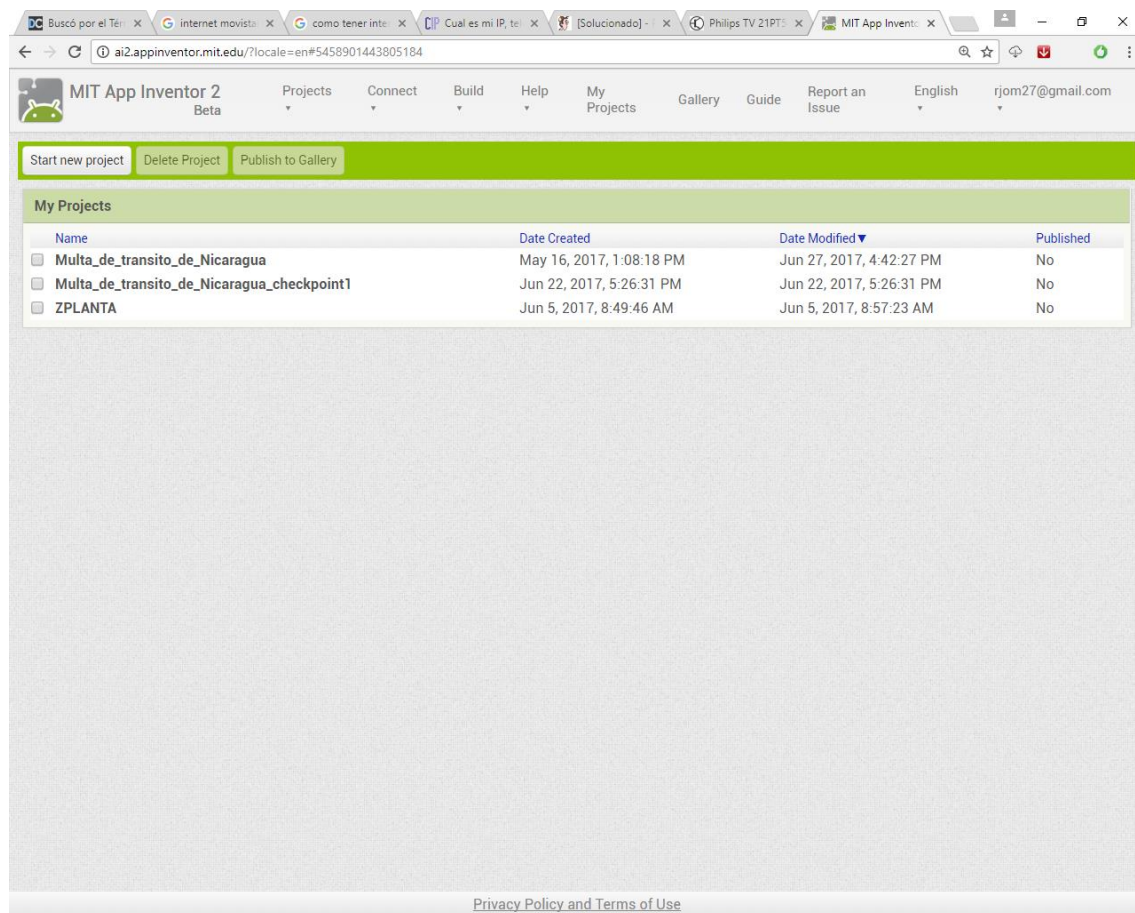 Buscó por el Tér
internet movista
como tener inte
CIP Cual es mi IP, tel
[Solucionado] -
Philips TV 21PT5
MIT App Invento
ai2.appinventor.mit.edu/?locale=en#5458901443805184
MIT App Inventor 2
Beta
Projects
Connect
Build
Help
My
Projects
Gallery
Guide
Report an
Issue
English
rjom27@gmail.com
Start new project
Delete Project
Publish to Gallery
My Projects
Name Date Created Date Modified▼ Published
Multa_de_transito_de_Nicaragua May 16, 2017, 1:08:18 PM Jun 27, 2017, 4:42:27 PM No
Multa_de_transito_de_Nicaragua_checkpoint1 Jun 22, 2017, 5:26:31 PM Jun 22, 2017, 5:26:31 PM No
ZPLANTA Jun 5, 2017, 8:49:46 AM Jun 5, 2017, 8:57:23 AM No
Privacy Policy and Terms of Use